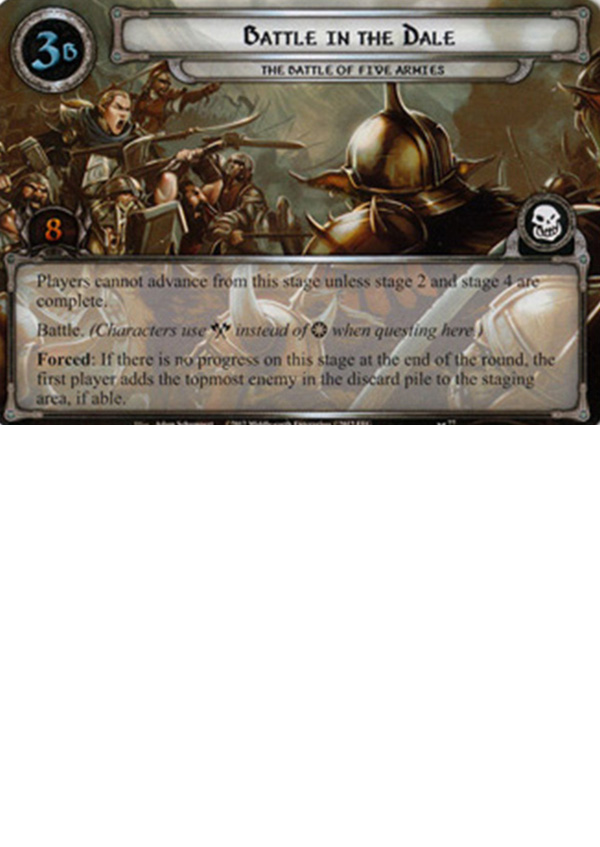 3B
BATTLE IN THE DALE
THE BATTLE OF FIVE ARMIES
8
Players cannot advance from this stage unless stage 2 and stage 4 are
complete.
Battle. (Characters use instead of when questing here.)
Forced: If there is no progress on this stage at the end of the round, the
first player adds the topmost enemy in the discard pile to the staging
area, if able.